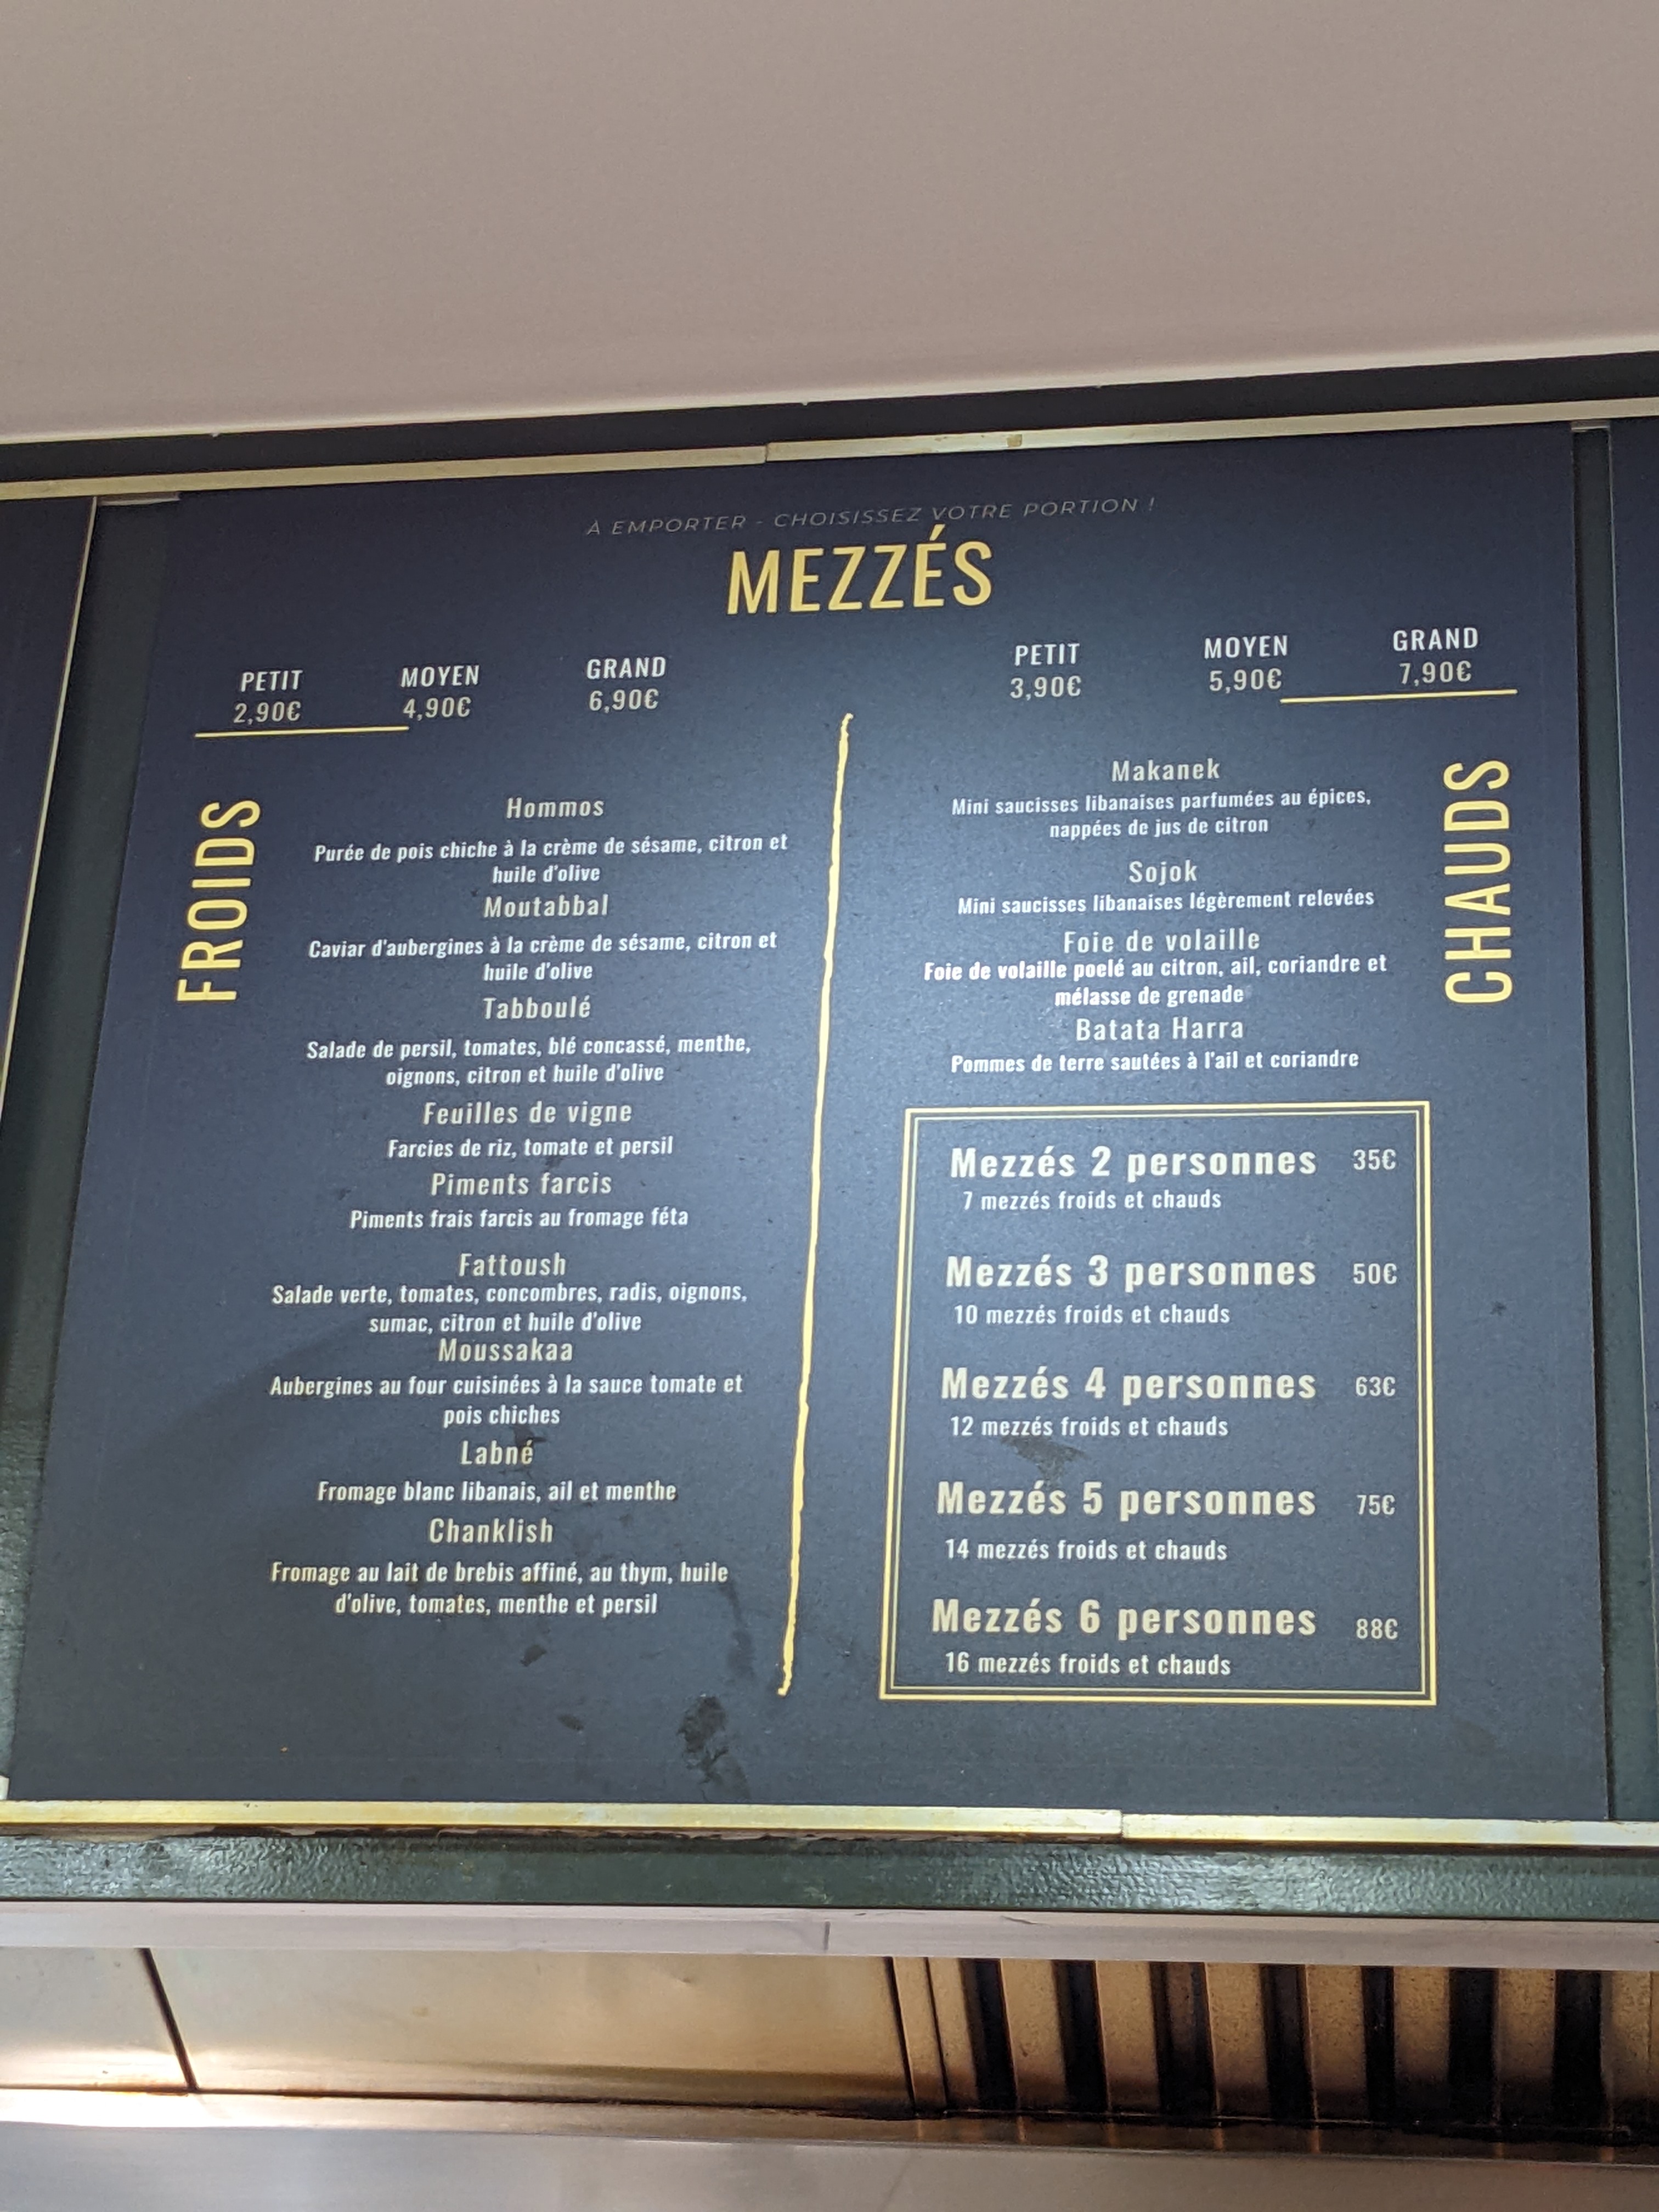 À EMPORTER - CHOISISSEZ VOTRE PORTION !
MEZZÉS
PETIT MOYEN GRAND
2,90€ 4,90€ 6,90€
FROIDS
Hommos
Purée de pois chiche à la crème de sésame, citron et
huile d'olive
Moutabbal
Caviar d'aubergines à la crème de sésame, citron et
huile d'olive
Tabboulé
Salade de persil, tomates, blé concassé, menthe,
oignons, citron et huile d'olive
Feuilles de vigne
Farcies de riz, tomate et persil
Piments farcis
Piments frais farcis au fromage féta
Fattoush
Salade verte, tomates, concombres, radis, oignons,
sumac, citron et huile d'olive
Moussakaa
Aubergines au four cuisinées à la sauce tomate et
pois chiches
Labné
Fromage blanc libanais, ail et menthe
Chanklish
Fromage au lait de brebis affiné, au thym, huile
d'olive, tomates, menthe et persil
PETIT MOYEN GRAND
3,90€ 5,90€ 7,90€
CHAUDS
Makanek
Mini saucisses libanaises parfumées au épices,
nappées de jus de citron
Sojok
Mini saucisses libanaises légèrement relevées
Foie de volaille
Foie de volaille poelé au citron, ail, coriandre et
mélasse de grenade
Batata Harra
Pommes de terre sautées à l'ail et coriandre
Mezzés 2 personnes 35€
7 mezzés froids et chauds
Mezzés 3 personnes 50€
10 mezzés froids et chauds
Mezzés 4 personnes 63€
12 mezzés froids et chauds
Mezzés 5 personnes 75€
14 mezzés froids et chauds
Mezzés 6 personnes 88€
16 mezzés froids et chauds